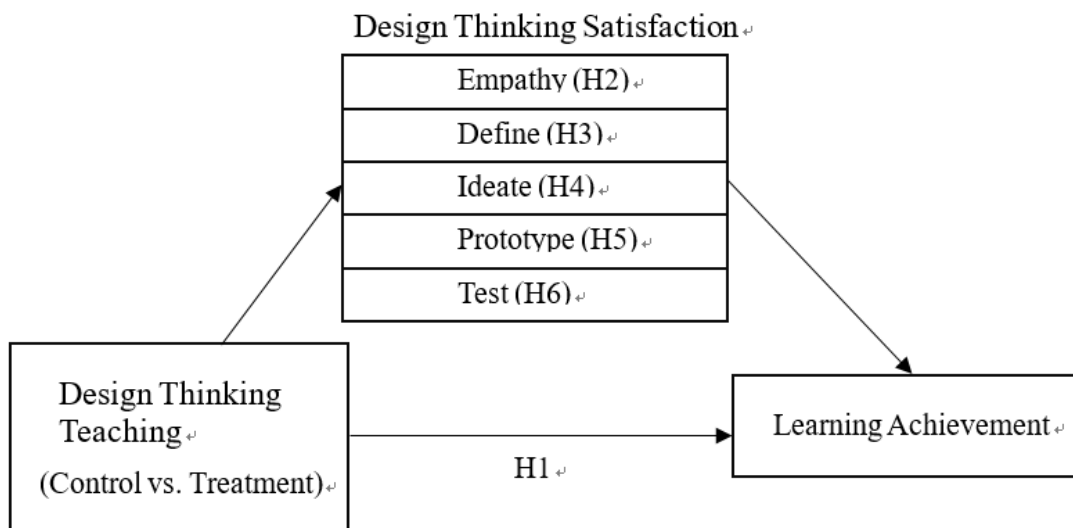 Design Thinking Satisfaction
Empathy (H2)
Define (H3)
Ideate (H4)
Prototype (H5)
Test (H6)
Design Thinking
Teaching
(Control vs. Treatment)
Learning Achievement
H1